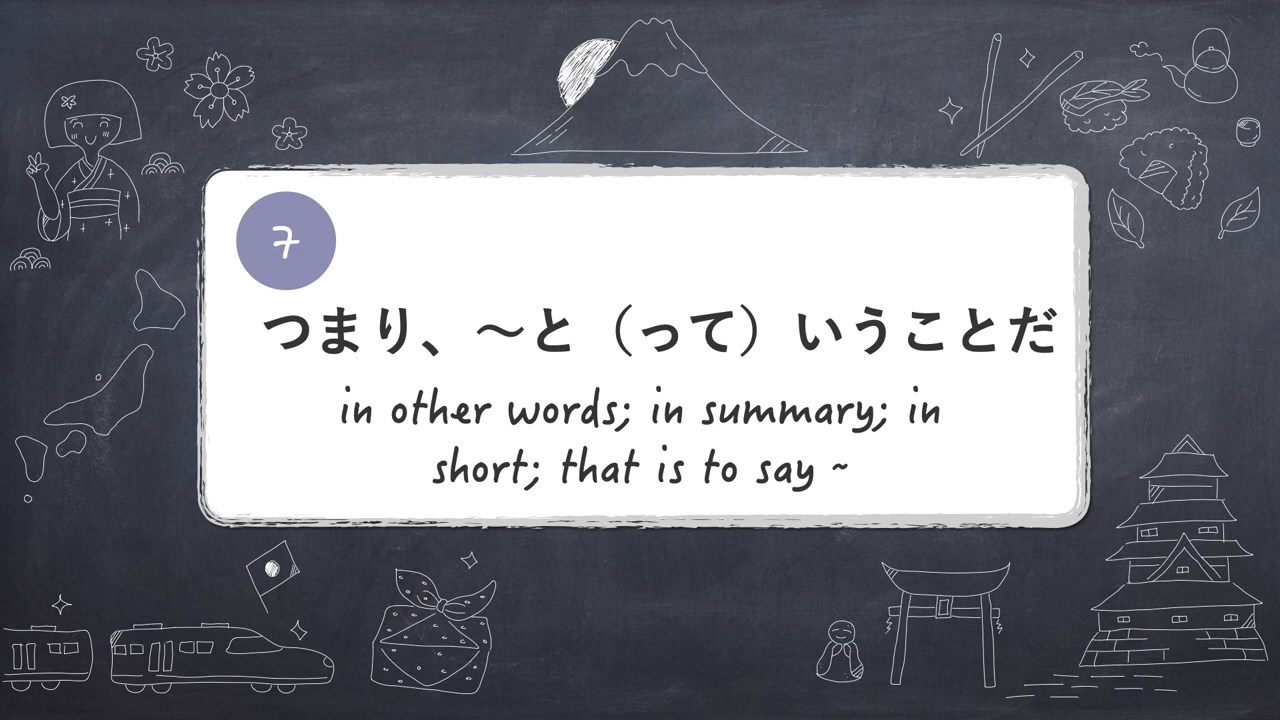 7
つまり、〜と（って）いうことだ
in other words; in summary; in
short; that is to say ~